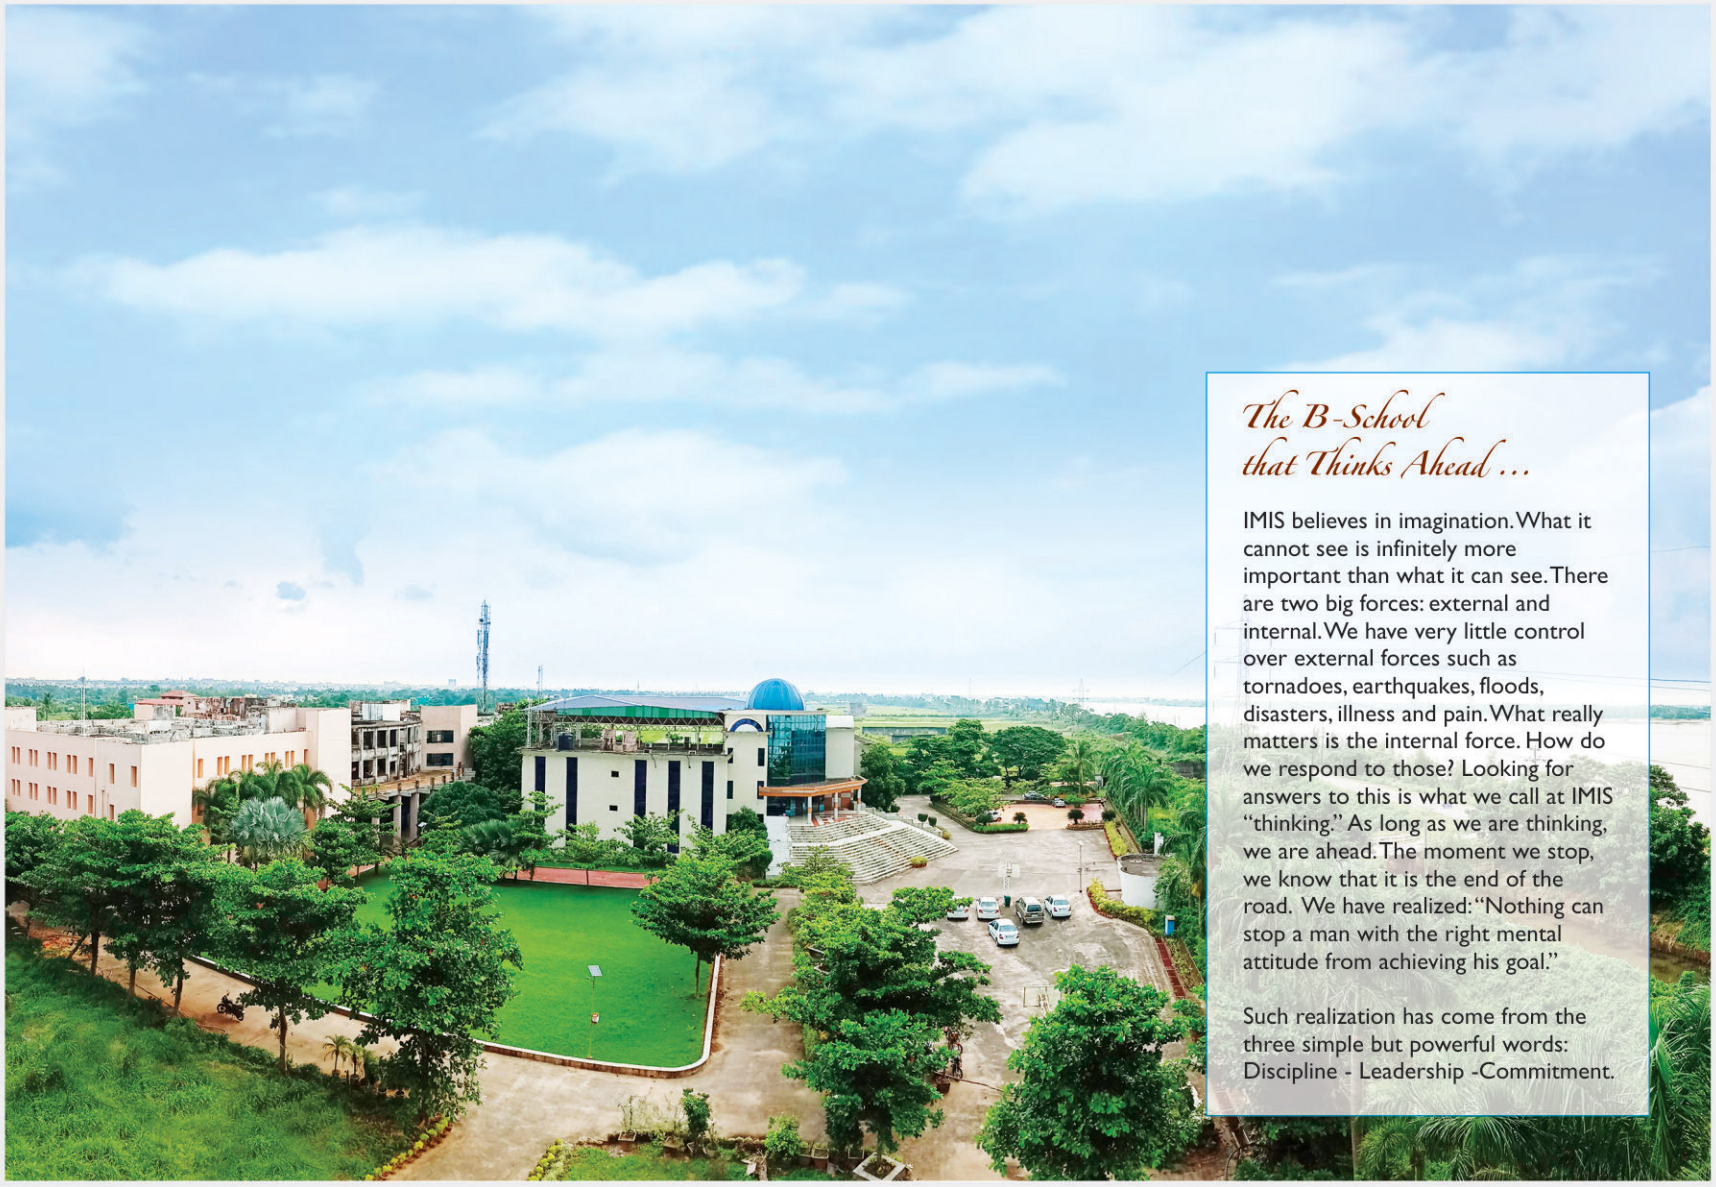 The B-School
that Thinks Ahead ...
IMIS believes in imagination. What it
cannot see is infinitely more
important than what it can see. There
are two big forces: external and
internal. We have very little control
over external forces such as
tornadoes, earthquakes, floods,
disasters, illness and pain. What really
matters is the internal force. How do
we respond to those? Looking for
answers to this is what we call at IMIS
“thinking.” As long as we are thinking,
we are ahead. The moment we stop,
we know that it is the end of the
road. We have realized: “Nothing can
stop a man with the right mental
attitude from achieving his goal.”
Such realization has come from the
three simple but powerful words:
Discipline - Leadership -Commitment.